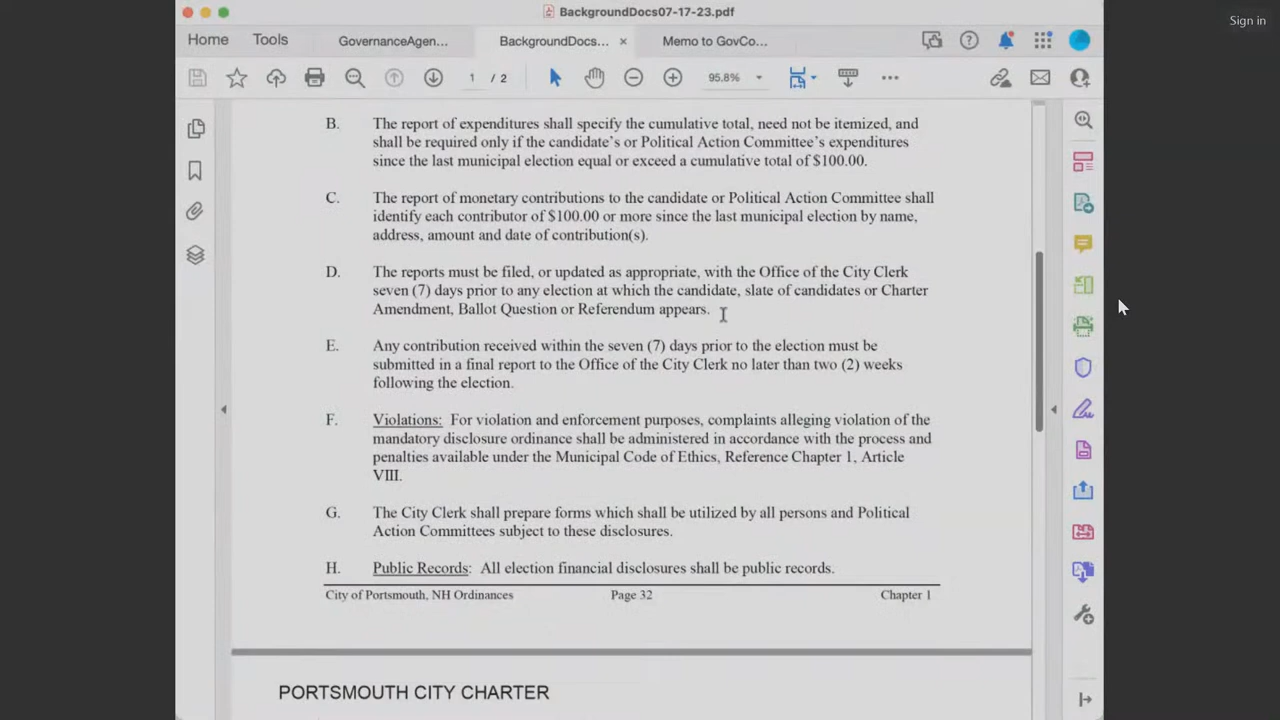 Sign in
BackgroundDocs07-17-23.pdf
Home Tools GovernanceAgen... BackgroundDocs... × Memo to GovCo...
1 / 2 95.8%
B. The report of expenditures shall specify the cumulative total, need not be itemized, and
shall be required only if the candidate's or Political Action Committee's expenditures
since the last municipal election equal or exceed a cumulative total of $100.00.
C. The report of monetary contributions to the candidate or Political Action Committee shall
identify each contributor of $100.00 or more since the last municipal election by name,
address, amount and date of contribution(s).
D. The reports must be filed, or updated as appropriate, with the Office of the City Clerk
seven (7) days prior to any election at which the candidate, slate of candidates or Charter
Amendment, Ballot Question or Referendum appears.
E. Any contribution received within the seven (7) days prior to the election must be
submitted in a final report to the Office of the City Clerk no later than two (2) weeks
following the election.
F. Violations: For violation and enforcement purposes, complaints alleging violation of the
mandatory disclosure ordinance shall be administered in accordance with the process and
penalties available under the Municipal Code of Ethics, Reference Chapter 1, Article
VIII.
G. The City Clerk shall prepare forms which shall be utilized by all persons and Political
Action Committees subject to these disclosures.
H. Public Records: All election financial disclosures shall be public records.
City of Portsmouth, NH Ordinances Page 32 Chapter 1
PORTSMOUTH CITY CHARTER